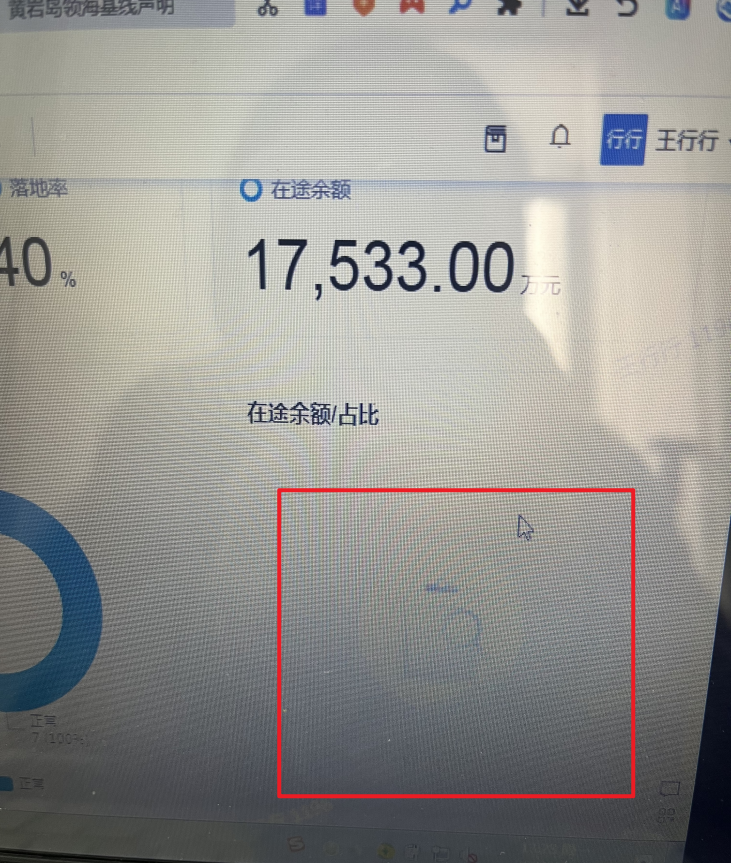 黄岩岛领海基线声明
行行 王行行
落地率 在途余额
40 % 17,533.00 万元
在途余额/占比
正常
7 (100%)
正常